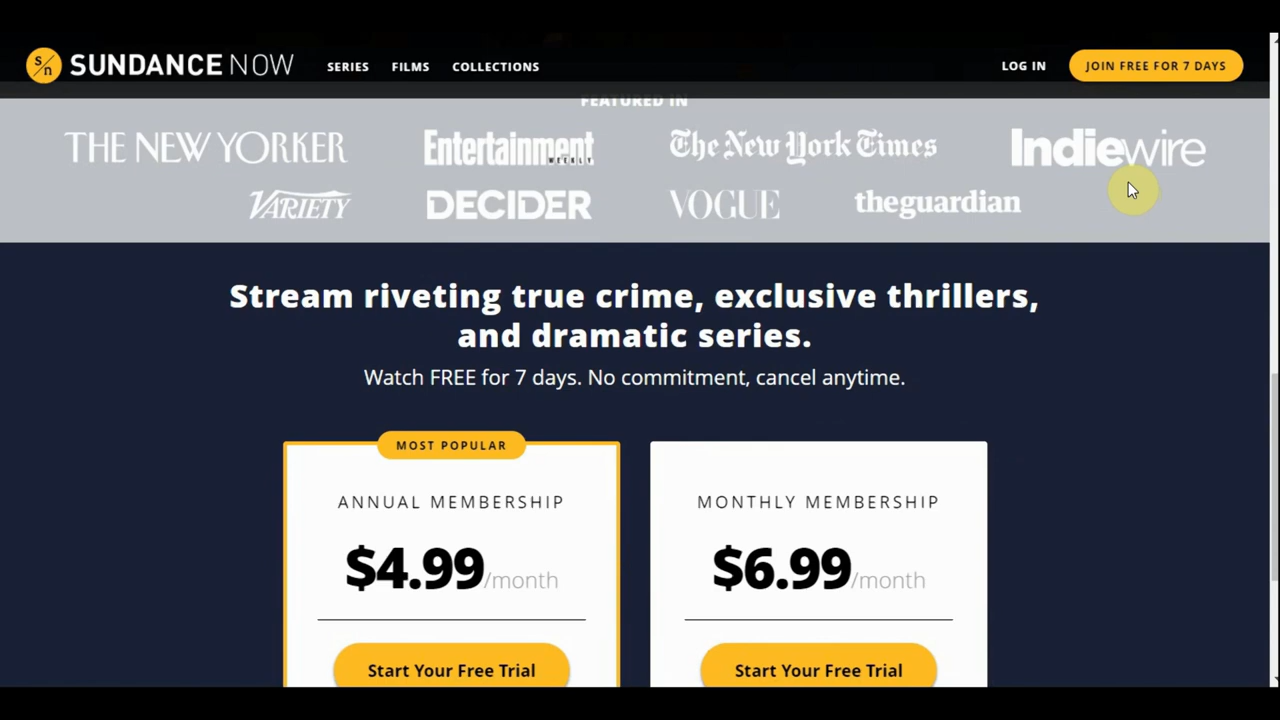 S/n SUNDANCE NOW SERIES FILMS COLLECTIONS LOG IN JOIN FREE FOR 7 DAYS
FEATURED IN
THE NEW YORKER Entertainment WEEKLY The New York Times Indiewire
VARIETY DECIDER VOGUE theguardian
Stream riveting true crime, exclusive thrillers,
and dramatic series.
Watch FREE for 7 days. No commitment, cancel anytime.
MOST POPULAR
ANNUAL MEMBERSHIP MONTHLY MEMBERSHIP
$4.99/month $6.99/month
Start Your Free Trial Start Your Free Trial